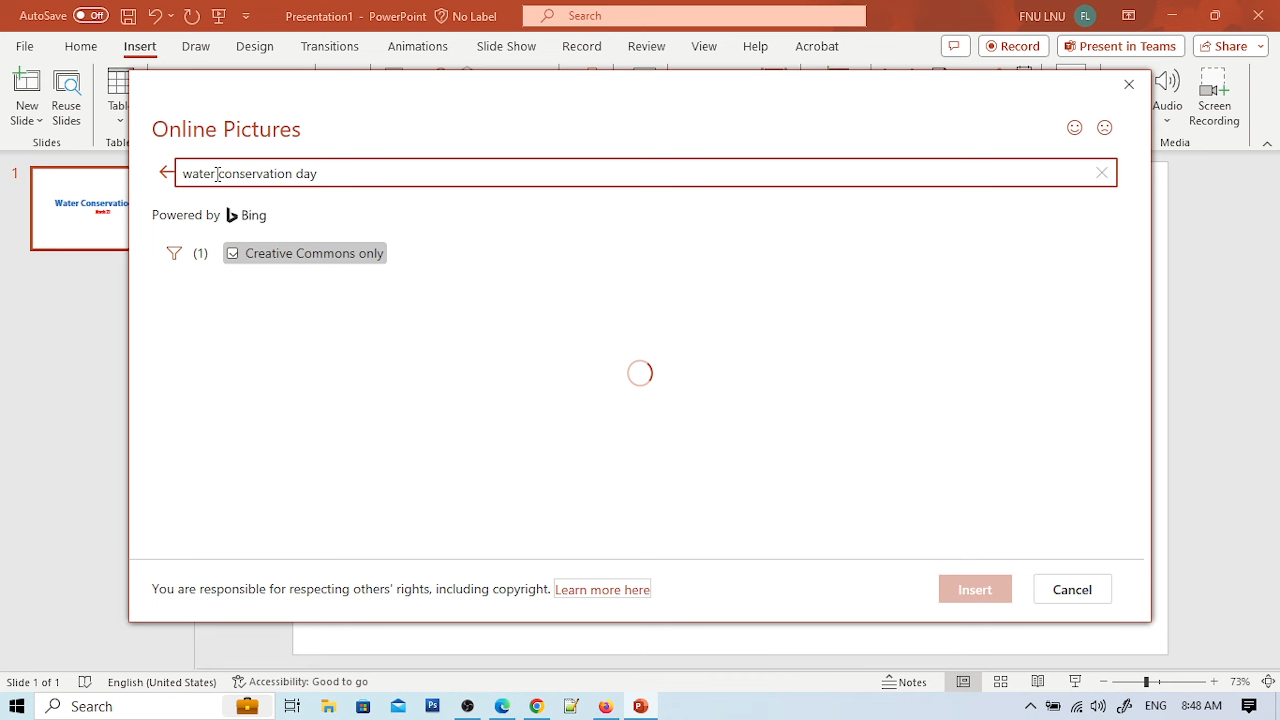 AutoSave Off Presentation1 - PowerPoint No Label Search FNU LNU FL
File Home Insert Draw Design Transitions Animations Slide Show Record Review View Help Acrobat Record Present in Teams Share
New Slide
Reuse Slides
Slides
Audio
Screen Recording
Media
Online Pictures
water conservation day
Powered by Bing
(1) Creative Commons only
1
You are responsible for respecting others' rights, including copyright. Learn more here Insert Cancel
Slide 1 of 1 English (United States) Accessibility: Good to go Notes 73%
Search ENG 8:48 AM